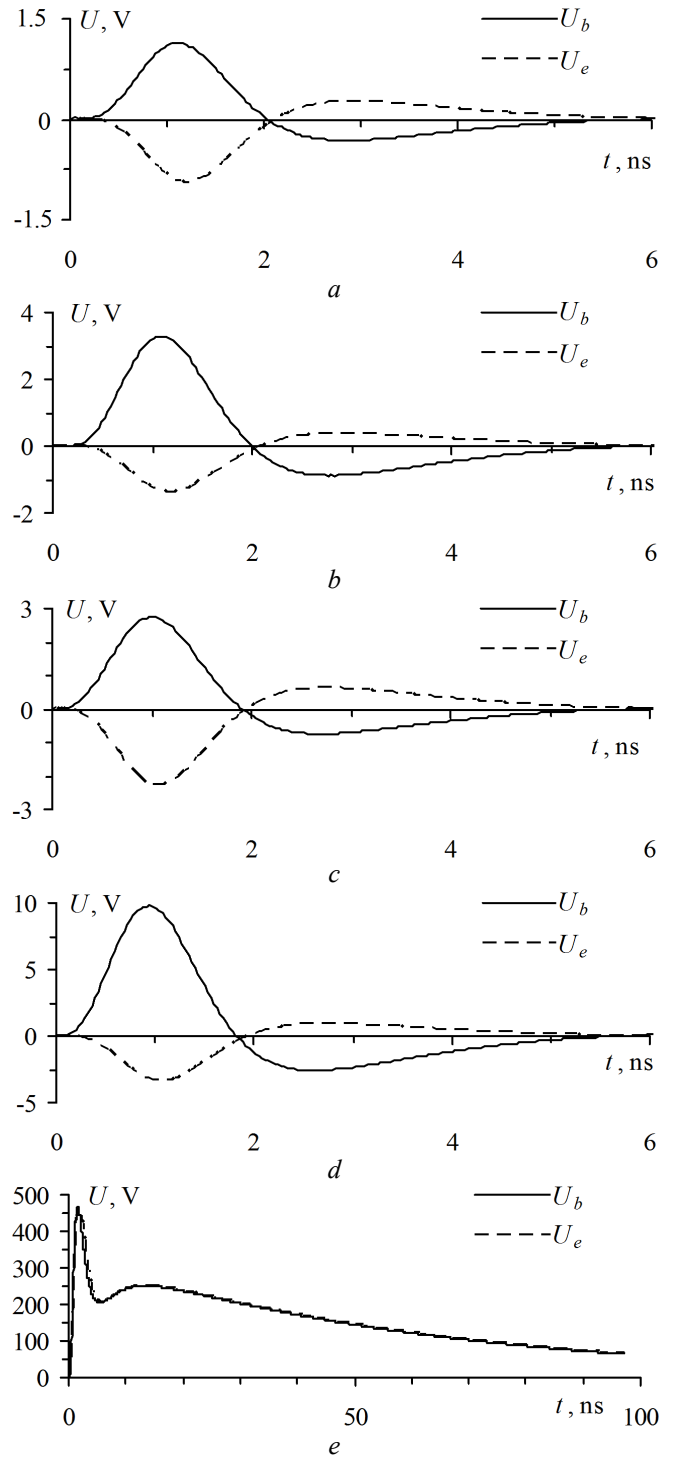 1.5 U, V U_b
U_e
0
t, ns
-1.5
0 2 4 6
a
4 U, V U_b
2 U_e
0
t, ns
-2
0 2 4 6
b
3 U, V U_b
U_e
0
t, ns
-3
0 2 4 6
c
10 U, V U_b
5 U_e
0
t, ns
-5
0 2 4 6
d
500 U, V U_b
400 U_e
300
200
100
0
t, ns
0 50 100
e